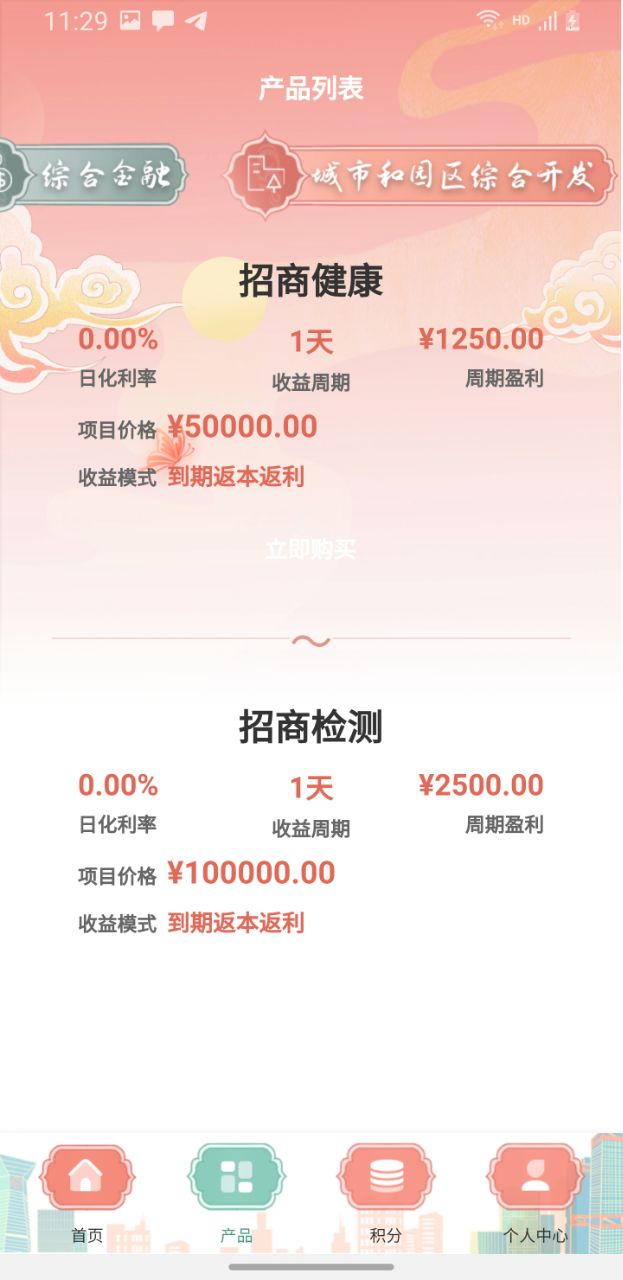 11:29 HD
产品列表
综合金融 城市和园区综合开发
招商健康
0.00% 1天 ¥1250.00
日化利率 收益周期 周期盈利
项目价格 ¥50000.00
收益模式 到期返本返利
立即购买
招商检测
0.00% 1天 ¥2500.00
日化利率 收益周期 周期盈利
项目价格 ¥100000.00
收益模式 到期返本返利
首页 产品 积分 个人中心